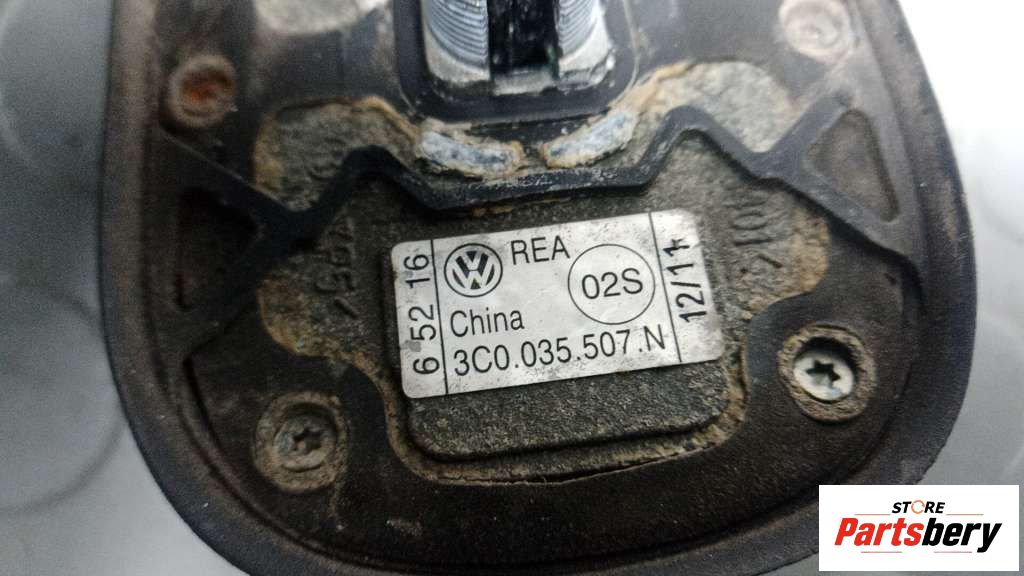 6 52 16
REA
02S
China
3C0.035.507.N
12/11
STORE
Partsbery